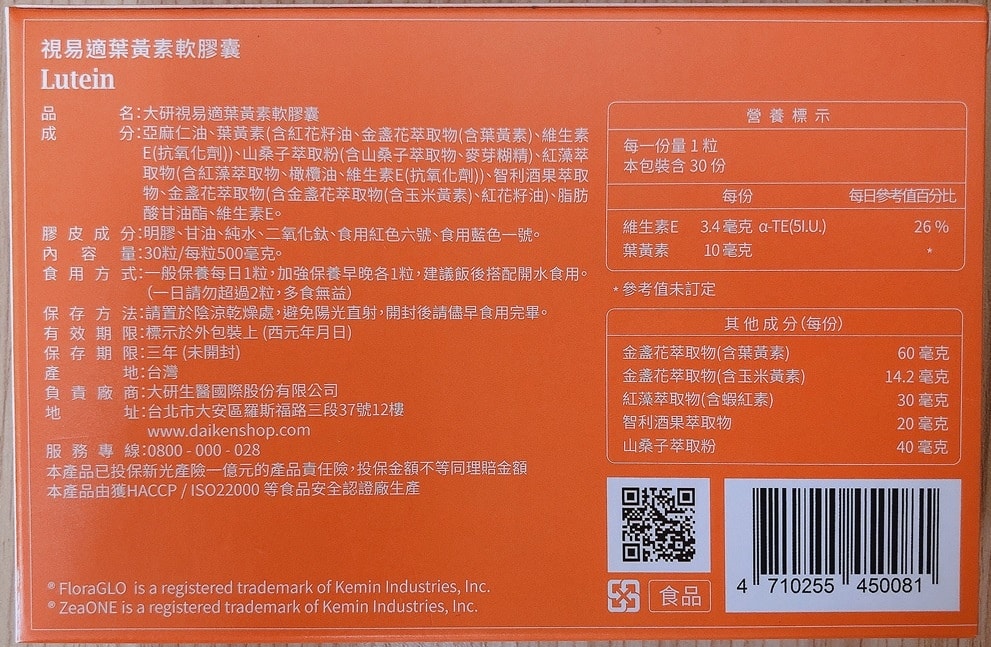 視易適葉黃素軟膠囊
Lutein
品名:大研視易適葉黃素軟膠囊
成分:亞麻仁油、葉黃素(含紅花籽油、金盞花萃取物(含葉黃素)、維生素
E(抗氧化劑))、山桑子萃取粉(含山桑子萃取物、麥芽糊精)、紅藻萃
取物(含紅藻萃取物、橄欖油、維生素E(抗氧化劑))、智利酒果萃取
物、金盞花萃取物(含金盞花萃取物(含玉米黃素)、紅花籽油)、脂肪
酸甘油酯、維生素E。
膠皮成分:明膠、甘油、純水、二氧化鈦、食用紅色六號、食用藍色一號。
內容量:30粒/每粒500毫克。
食用方式:一般保養每日1粒,加強保養早晚各1粒,建議飯後搭配開水食用。
(一日請勿超過2粒,多食無益)
保存方法:請置於陰涼乾燥處,避免陽光直射,開封後請儘早食用完畢。
有效期限:標示於外包裝上 (西元年月日)
保存期限:三年 (未開封)
產地:台灣
負責廠商:大研生醫國際股份有限公司
地址:台北市大安區羅斯福路三段37號12樓
www.daikenshop.com
服務專線:0800 - 000 - 028
本產品已投保新光產險一億元的產品責任險,投保金額不等同理賠金額
本產品由獲HACCP / ISO22000 等食品安全認證廠生產
® FloraGLO is a registered trademark of Kemin Industries, Inc.
® ZeaONE is a registered trademark of Kemin Industries, Inc.
營養標示
每一份量 1 粒
本包裝含 30 份
每份 每日參考值百分比
維生素E 3.4 毫克 α-TE(5I.U.) 26 %
葉黃素 10 毫克 *
* 參考值未訂定
其他成分(每份)
金盞花萃取物(含葉黃素) 60 毫克
金盞花萃取物(含玉米黃素) 14.2 毫克
紅藻萃取物(含蝦紅素) 30 毫克
智利酒果萃取物 20 毫克
山桑子萃取粉 40 毫克
食品
4 710255 450081